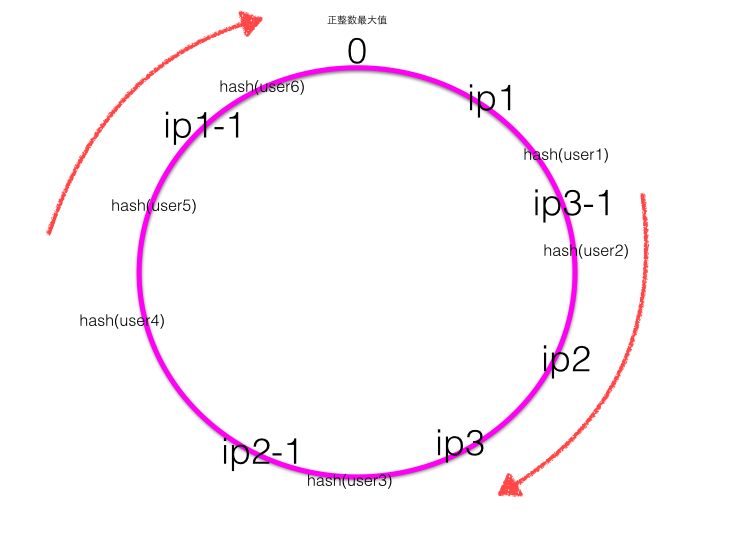 正整数最大值
0
hash(user6)
ip1
ip1-1
hash(user1)
ip3-1
hash(user5)
hash(user2)
hash(user4)
ip2
ip3
ip2-1
hash(user3)